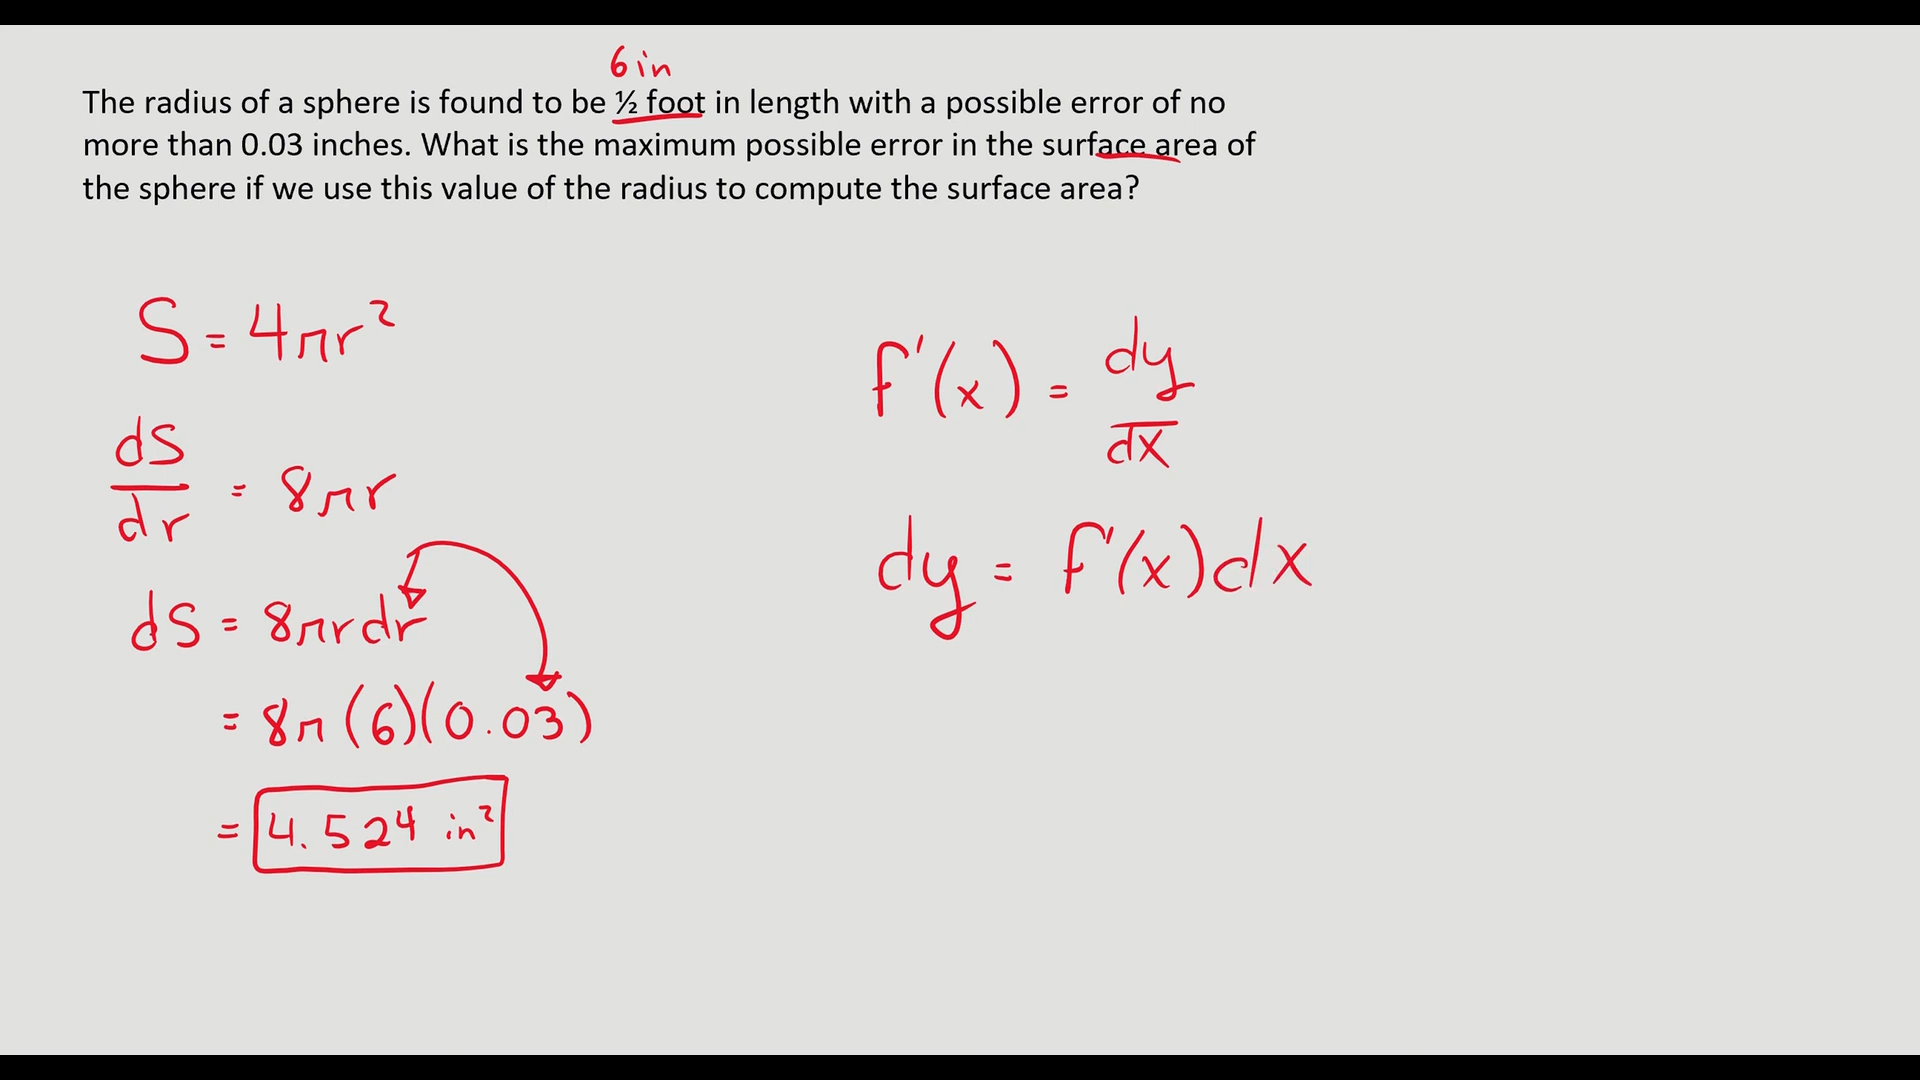 6 in
The radius of a sphere is found to be ½ foot in length with a possible error of no
more than 0.03 inches. What is the maximum possible error in the surface area of
the sphere if we use this value of the radius to compute the surface area?
S = 4πr²
dS/dr = 8πr
dS = 8πrdr
= 8π(6)(0.03)
= 4.524 in²
f'(x) = dy/dx
dy = f'(x)dx